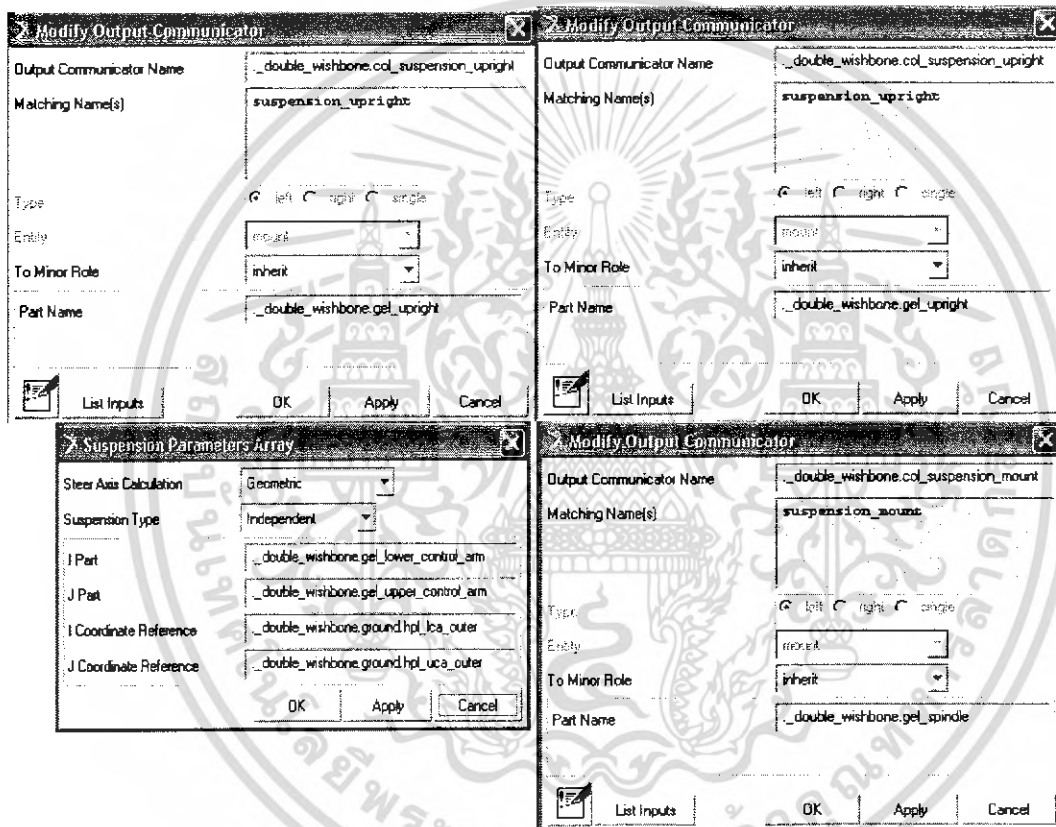 Modify Output Communicator
Output Communicator Name ._double_wishbone.col_suspension_upright
Matching Name(s) suspension_upright
Type left right single
Entity mount
To Minor Role inherit
Part Name ._double_wishbone.gel_upright
List Inputs OK Apply Cancel
Modify Output Communicator
Output Communicator Name ._double_wishbone.col_suspension_upright
Matching Name(s) suspension_upright
Type left right single
Entity mount
To Minor Role inherit
Part Name ._double_wishbone.gel_upright
List Inputs OK Apply Cancel
Suspension Parameters Array
Steer Axis Calculation Geometric
Suspension Type Independent
I Part ._double_wishbone.gel_lower_control_arm
J Part ._double_wishbone.gel_upper_control_arm
I Coordinate Reference ._double_wishbone.ground.hpl_lca_outer
J Coordinate Reference ._double_wishbone.ground.hpl_uca_outer
OK Apply Cancel
Modify Output Communicator
Output Communicator Name ._double_wishbone.col_suspension_mount
Matching Name(s) suspension_mount
Type left right single
Entity mount
To Minor Role inherit
Part Name ._double_wishbone.gel_spindle
List Inputs OK Apply Cancel